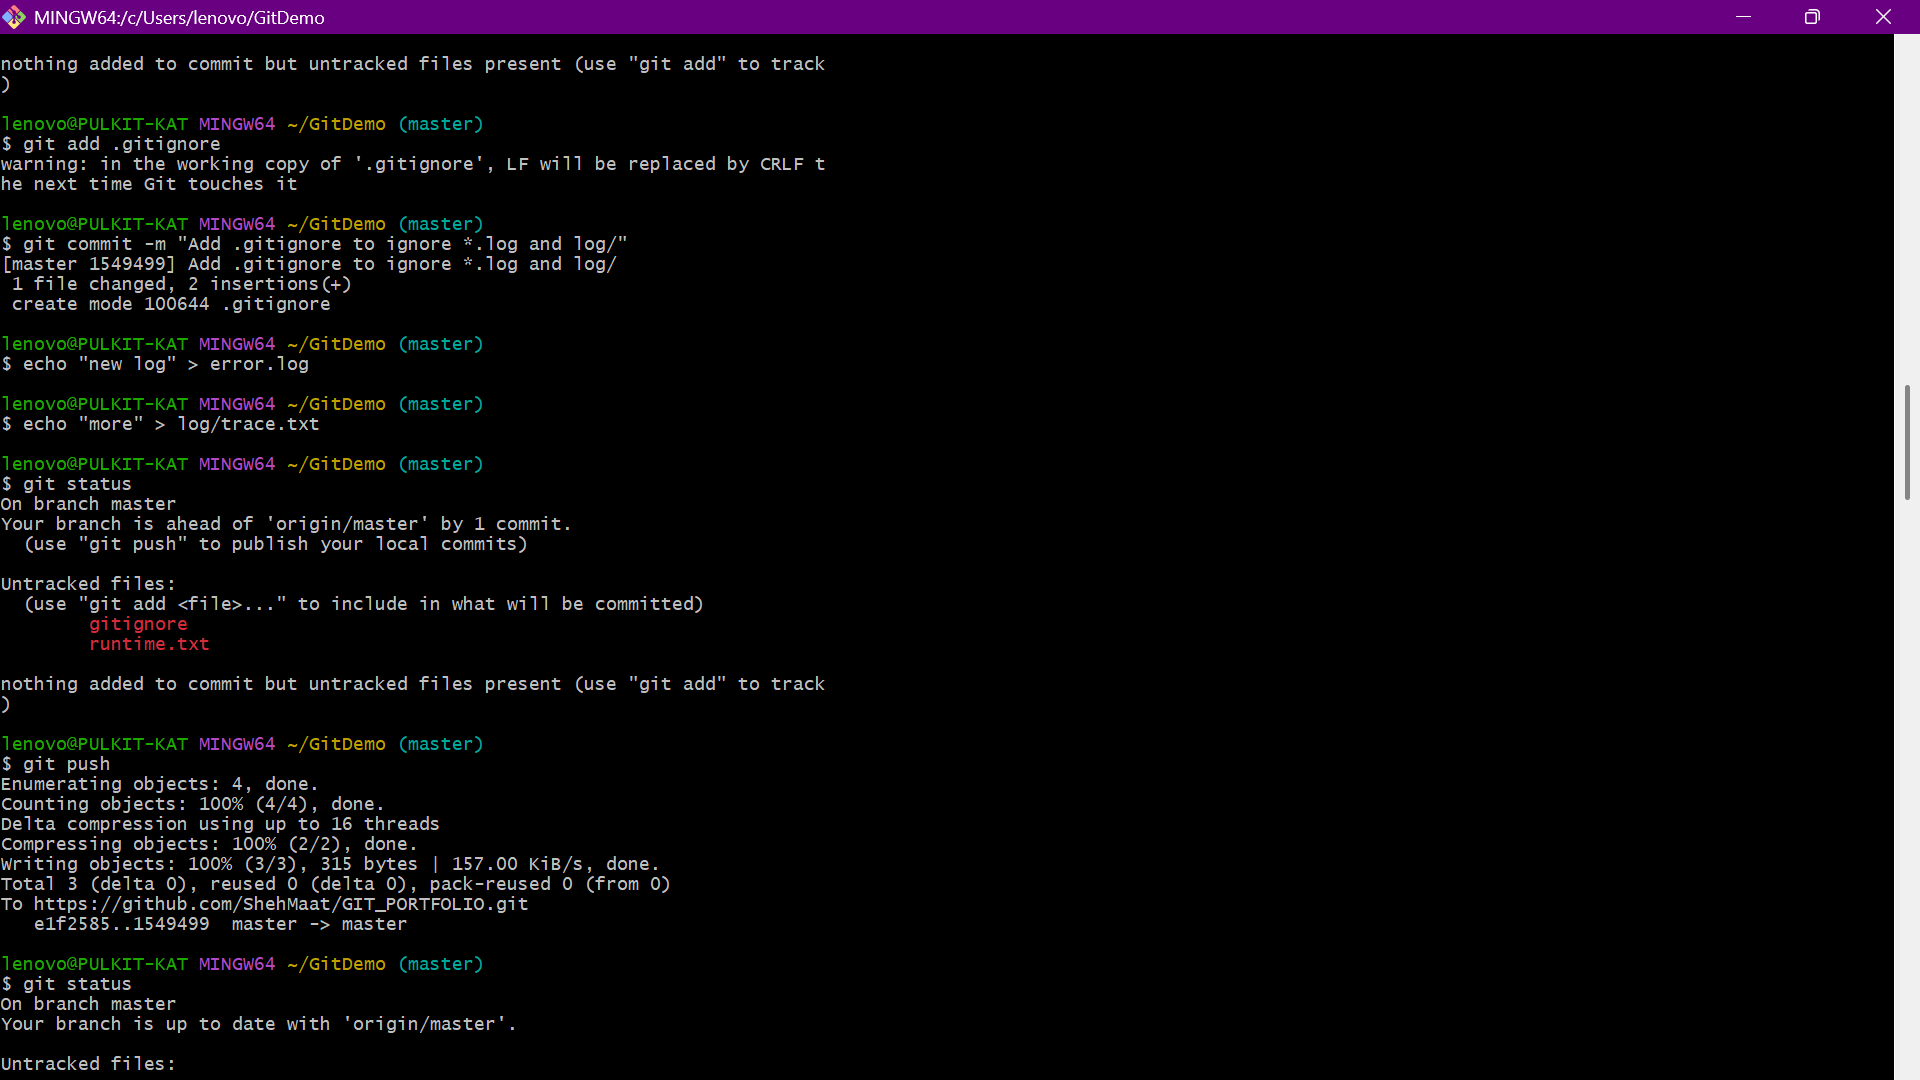 MINGW64:/c/Users/lenovo/GitDemo
nothing added to commit but untracked files present (use "git add" to track
)
lenovo@PULKIT-KAT MINGW64 ~/GitDemo (master)
$ git add .gitignore
warning: in the working copy of '.gitignore', LF will be replaced by CRLF t
he next time Git touches it
lenovo@PULKIT-KAT MINGW64 ~/GitDemo (master)
$ git commit -m "Add .gitignore to ignore *.log and log/"
[master 1549499] Add .gitignore to ignore *.log and log/
 1 file changed, 2 insertions(+)
 create mode 100644 .gitignore
lenovo@PULKIT-KAT MINGW64 ~/GitDemo (master)
$ echo "new log" > error.log
lenovo@PULKIT-KAT MINGW64 ~/GitDemo (master)
$ echo "more" > log/trace.txt
lenovo@PULKIT-KAT MINGW64 ~/GitDemo (master)
$ git status
On branch master
Your branch is ahead of 'origin/master' by 1 commit.
  (use "git push" to publish your local commits)
Untracked files:
  (use "git add <file>..." to include in what will be committed)
        gitignore
        runtime.txt
nothing added to commit but untracked files present (use "git add" to track
)
lenovo@PULKIT-KAT MINGW64 ~/GitDemo (master)
$ git push
Enumerating objects: 4, done.
Counting objects: 100% (4/4), done.
Delta compression using up to 16 threads
Compressing objects: 100% (2/2), done.
Writing objects: 100% (3/3), 315 bytes | 157.00 KiB/s, done.
Total 3 (delta 0), reused 0 (delta 0), pack-reused 0 (from 0)
To https://github.com/ShehMaat/GIT_PORTFOLIO.git
   e1f2585..1549499  master -> master
lenovo@PULKIT-KAT MINGW64 ~/GitDemo (master)
$ git status
On branch master
Your branch is up to date with 'origin/master'.
Untracked files: